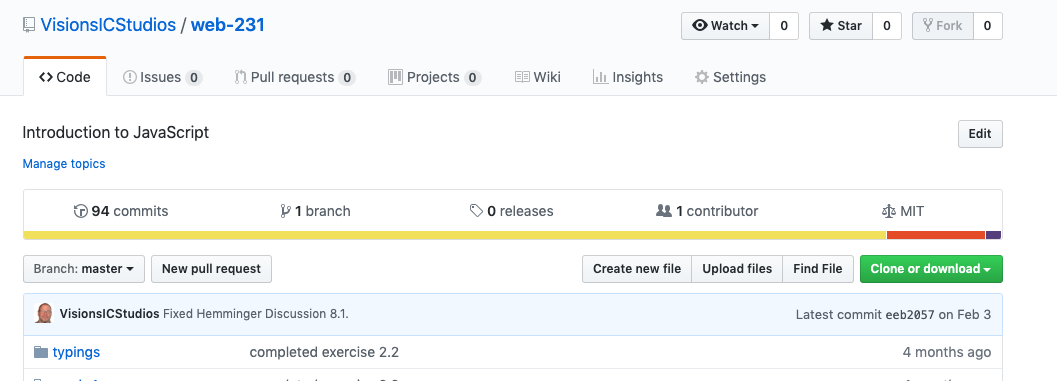 VisionsICStudios / web-231
Watch 0 Star 0 Fork 0
Code Issues 0 Pull requests 0 Projects 0 Wiki Insights Settings
Introduction to JavaScript Edit
Manage topics
94 commits 1 branch 0 releases 1 contributor MIT
Branch: master New pull request Create new file Upload files Find File Clone or download
VisionsICStudios Fixed Hemminger Discussion 8.1. Latest commit eeb2057 on Feb 3
typings completed exercise 2.2 4 months ago